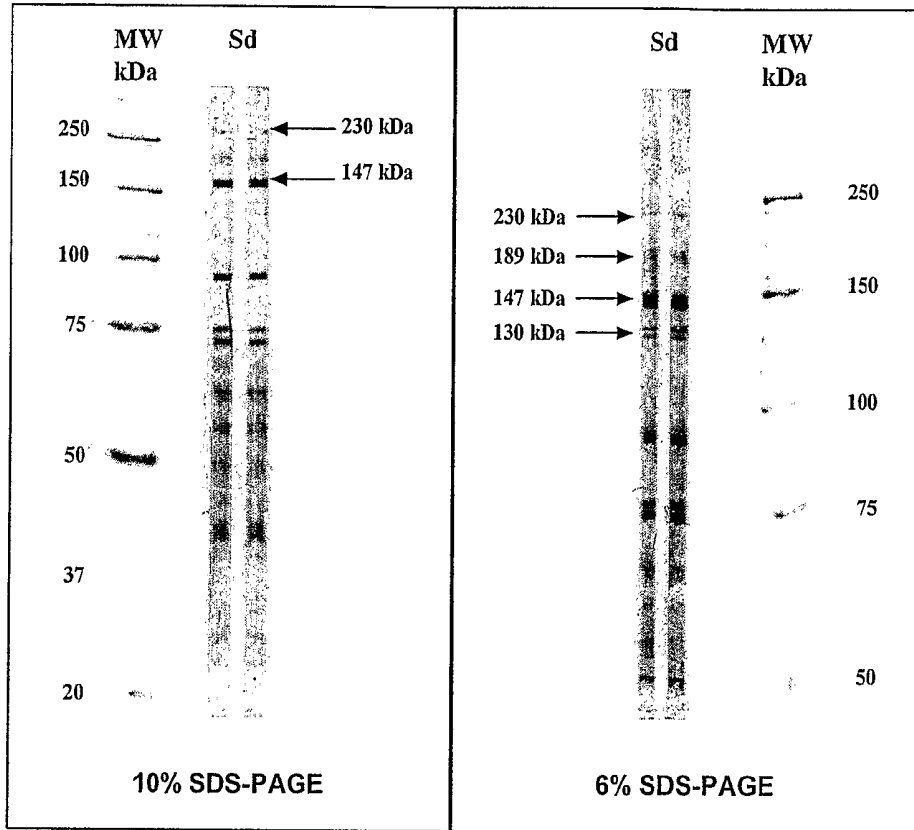 MW
kDa
Sd
250
150
100
75
50
37
20
230 kDa
147 kDa
10% SDS-PAGE
Sd
MW
kDa
230 kDa
189 kDa
147 kDa
130 kDa
250
150
100
75
50
6% SDS-PAGE